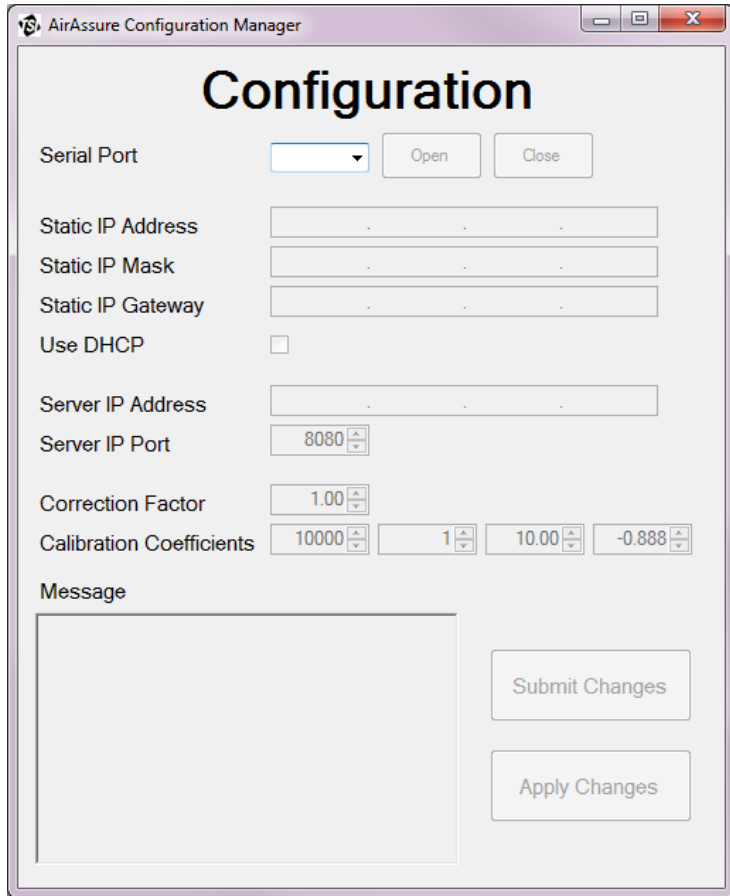 TSI AirAssure Configuration Manager
Configuration
Serial Port Open Close
Static IP Address . . .
Static IP Mask . . .
Static IP Gateway . . .
Use DHCP
Server IP Address . . .
Server IP Port 8080
Correction Factor 1.00
Calibration Coefficients 10000 1 10.00 -0.888
Message
Submit Changes
Apply Changes